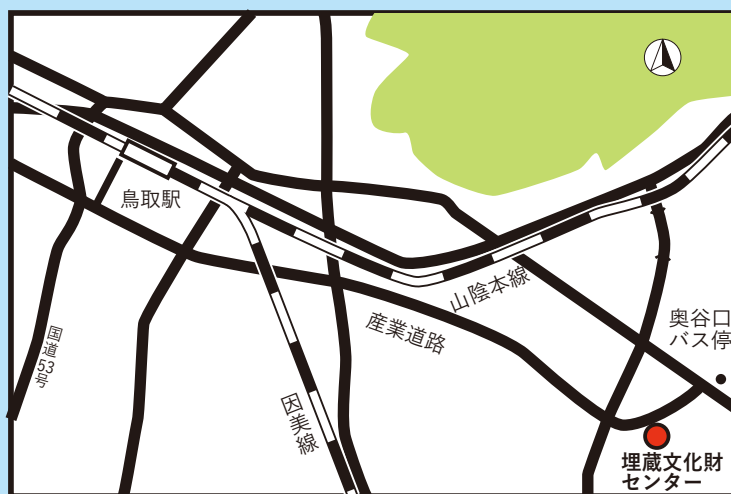 鳥取駅
山陰本線
産業道路
国道53号
因美線
奥谷口
バス停
埋蔵文化財
センター